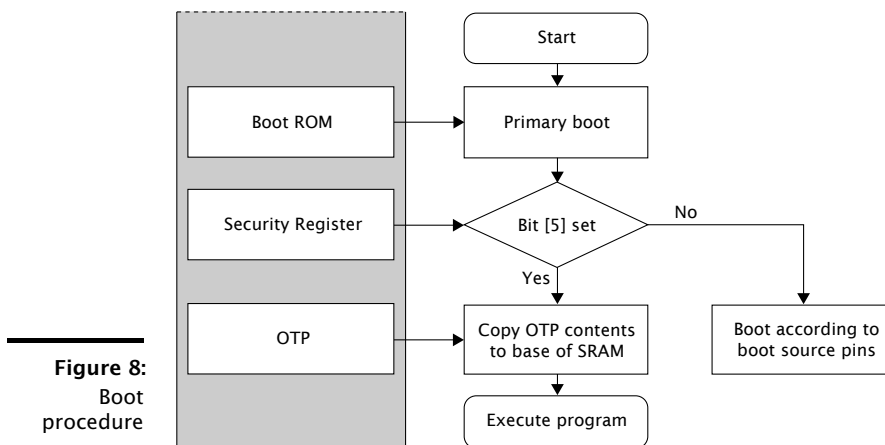 Start
Boot ROM
Primary boot
Security Register
Bit [5] set
No
Yes
OTP
Copy OTP contents
to base of SRAM
Boot according to
boot source pins
Execute program
Figure 8:
Boot
procedure